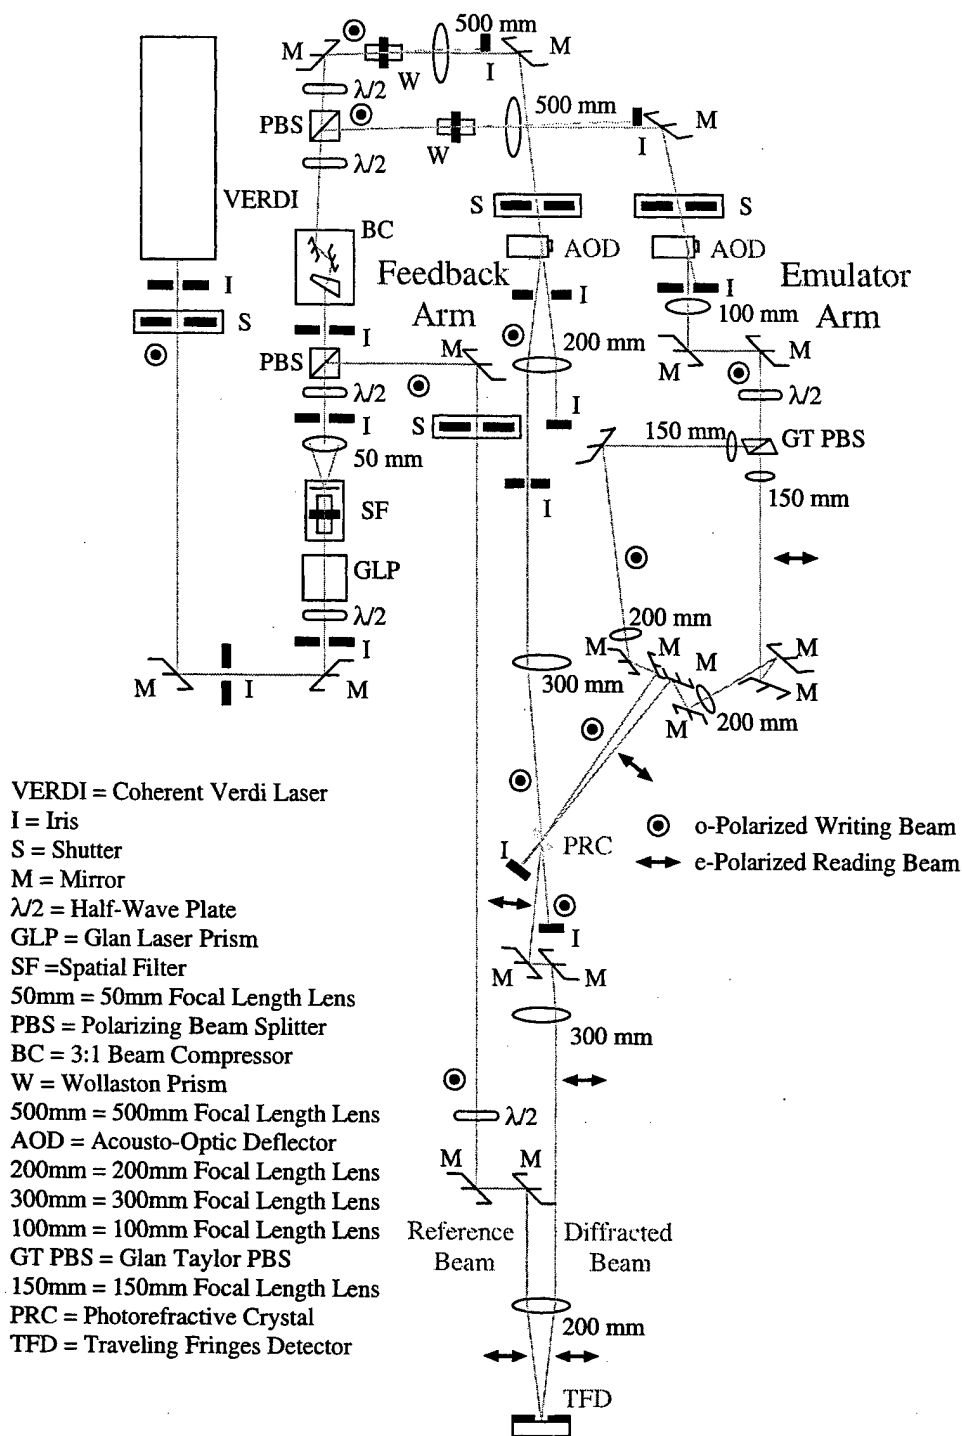 500 mm
M
M
W
I
λ/2
500 mm
PBS
M
W
I
λ/2
VERDI
S
S
BC
AOD
AOD
Feedback
Arm
Emulator
Arm
I
I
I
100 mm
S
I
M
200 mm
PBS
M
M
λ/2
λ/2
I
I
S
150 mm
GT PBS
50 mm
150 mm
I
SF
GLP
λ/2
200 mm
I
M
M
M
M
300 mm
M
I
M
M
200 mm
M
VERDI = Coherent Verdi Laser
I = Iris
S = Shutter
M = Mirror
λ/2 = Half-Wave Plate
GLP = Glan Laser Prism
SF =Spatial Filter
50mm = 50mm Focal Length Lens
PBS = Polarizing Beam Splitter
BC = 3:1 Beam Compressor
W = Wollaston Prism
500mm = 500mm Focal Length Lens
AOD = Acousto-Optic Deflector
200mm = 200mm Focal Length Lens
300mm = 300mm Focal Length Lens
100mm = 100mm Focal Length Lens
GT PBS = Glan Taylor PBS
150mm = 150mm Focal Length Lens
PRC = Photorefractive Crystal
TFD = Traveling Fringes Detector
o-Polarized Writing Beam
e-Polarized Reading Beam
I
PRC
I
M
M
300 mm
λ/2
M
M
Reference
Beam
Diffracted
Beam
200 mm
TFD